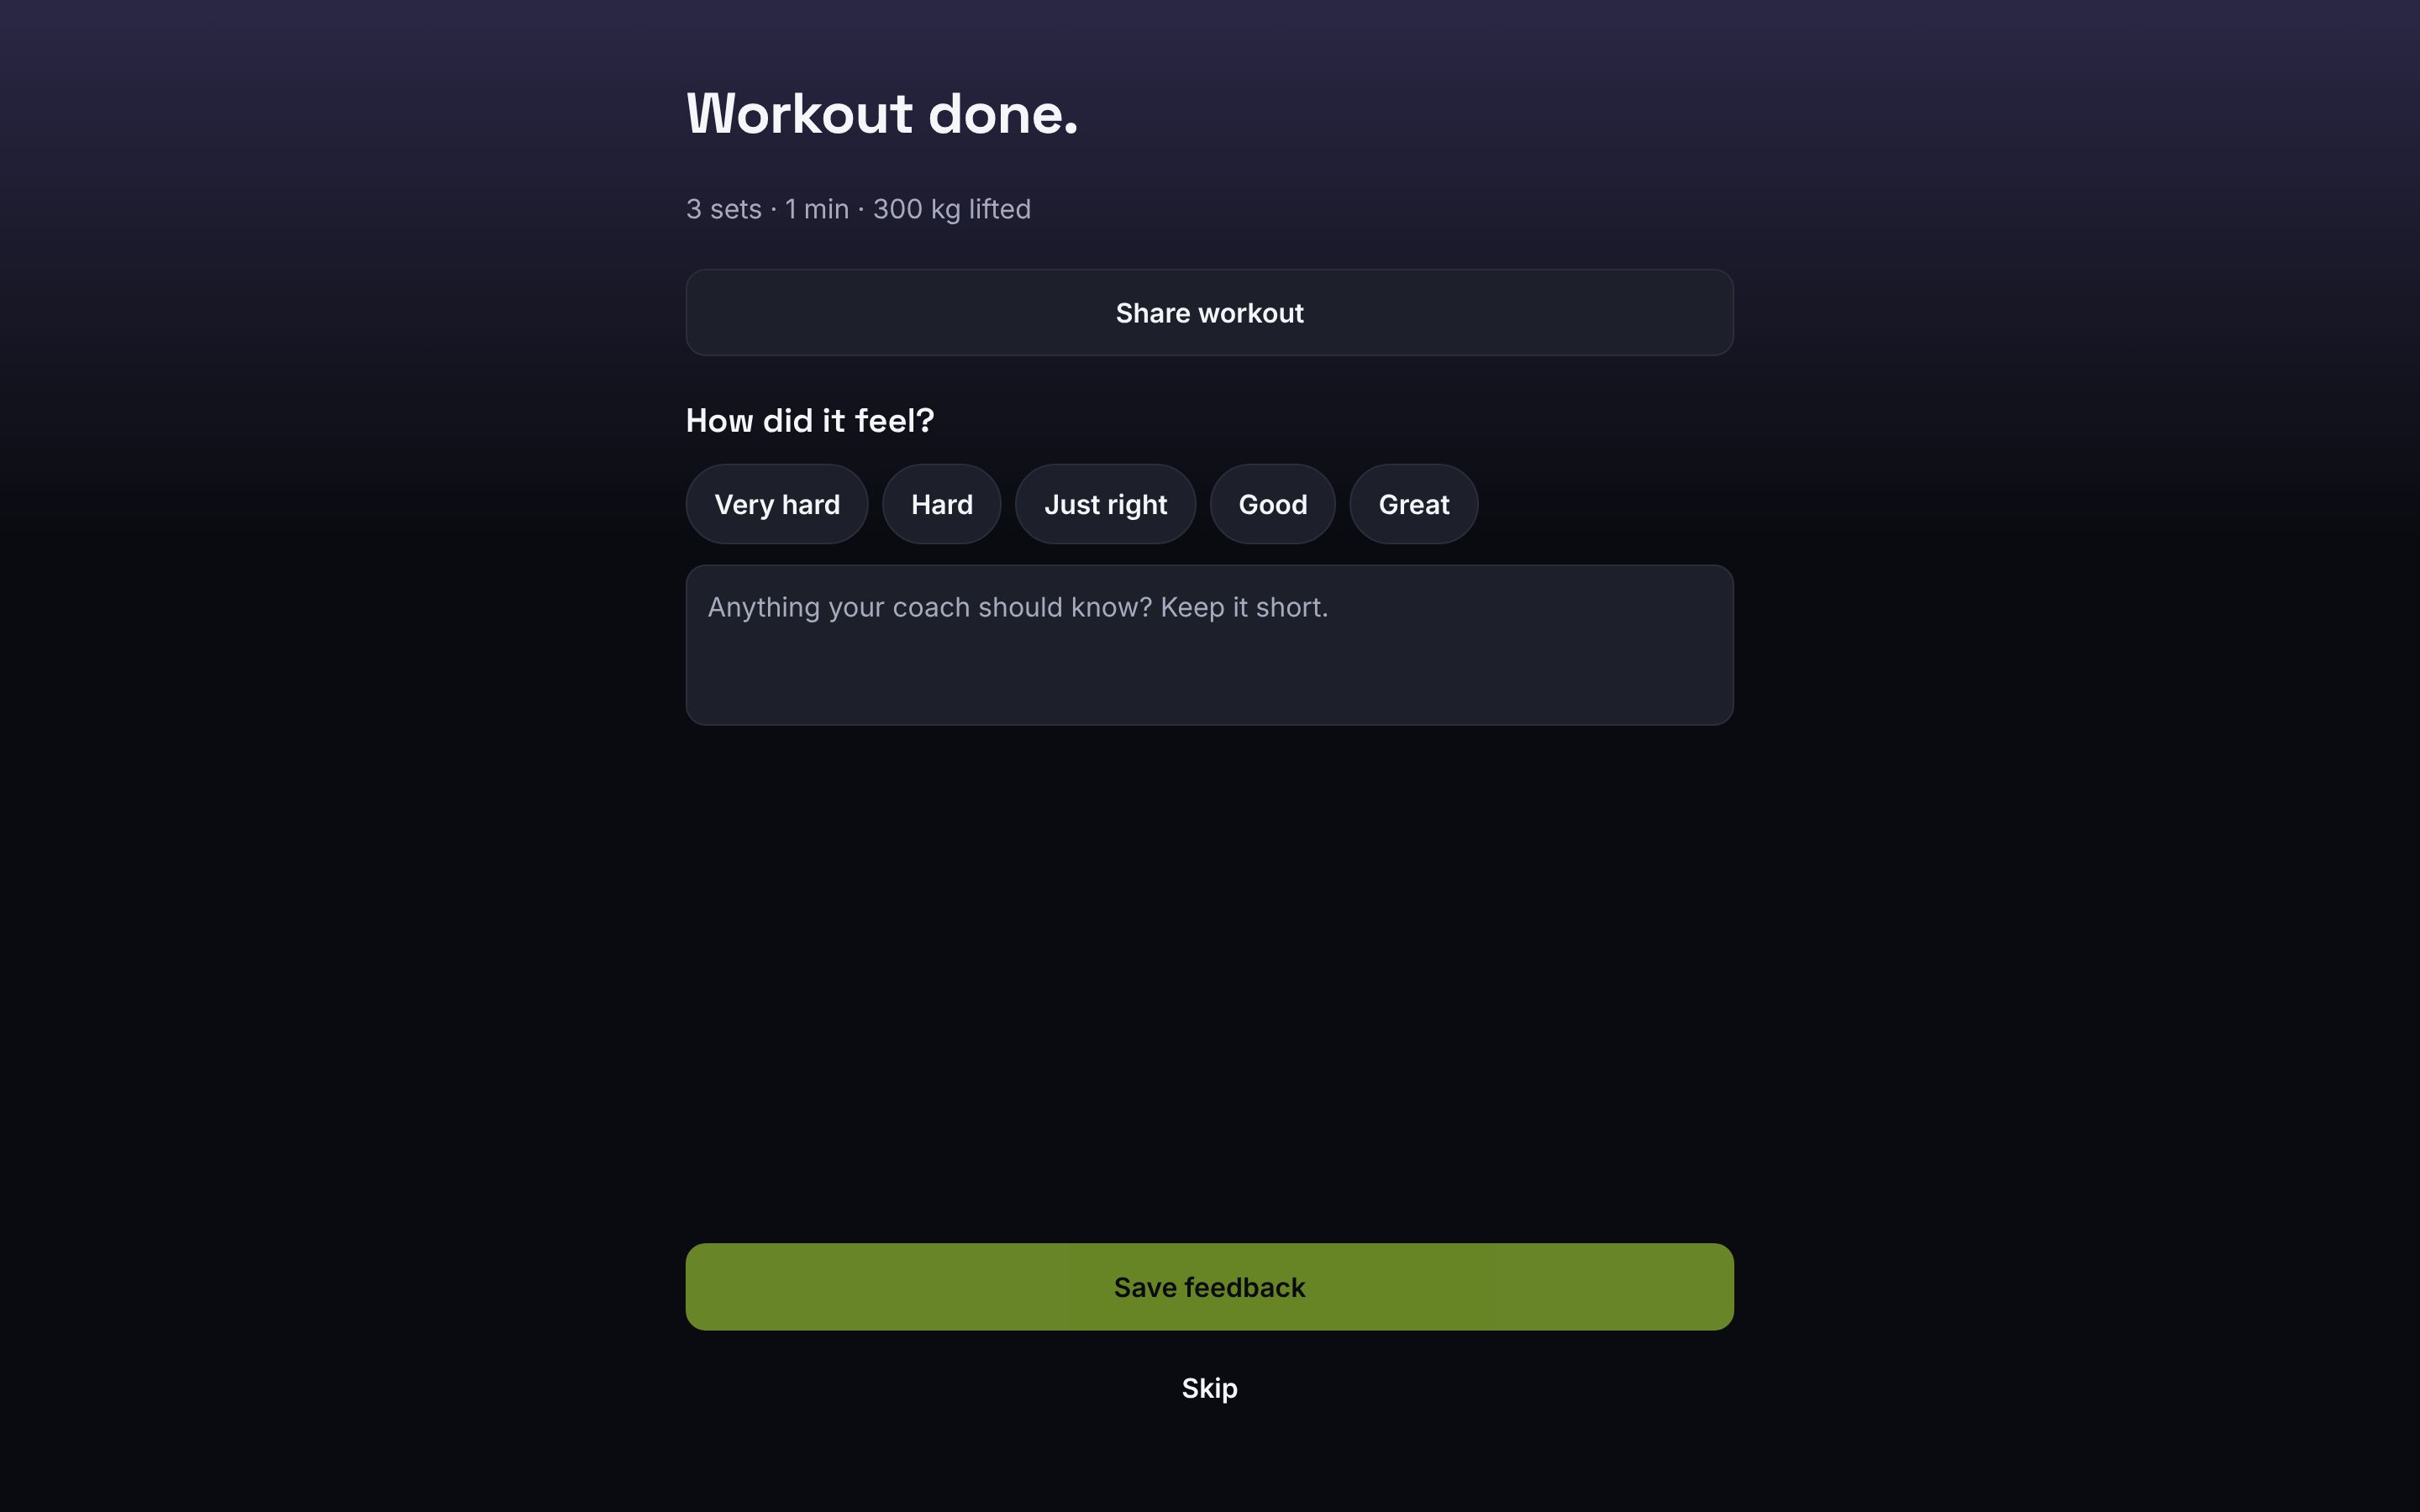 Workout done.
3 sets · 1 min · 300 kg lifted
Share workout
How did it feel?
Very hard Hard Just right Good Great
Anything your coach should know? Keep it short.
Save feedback
Skip